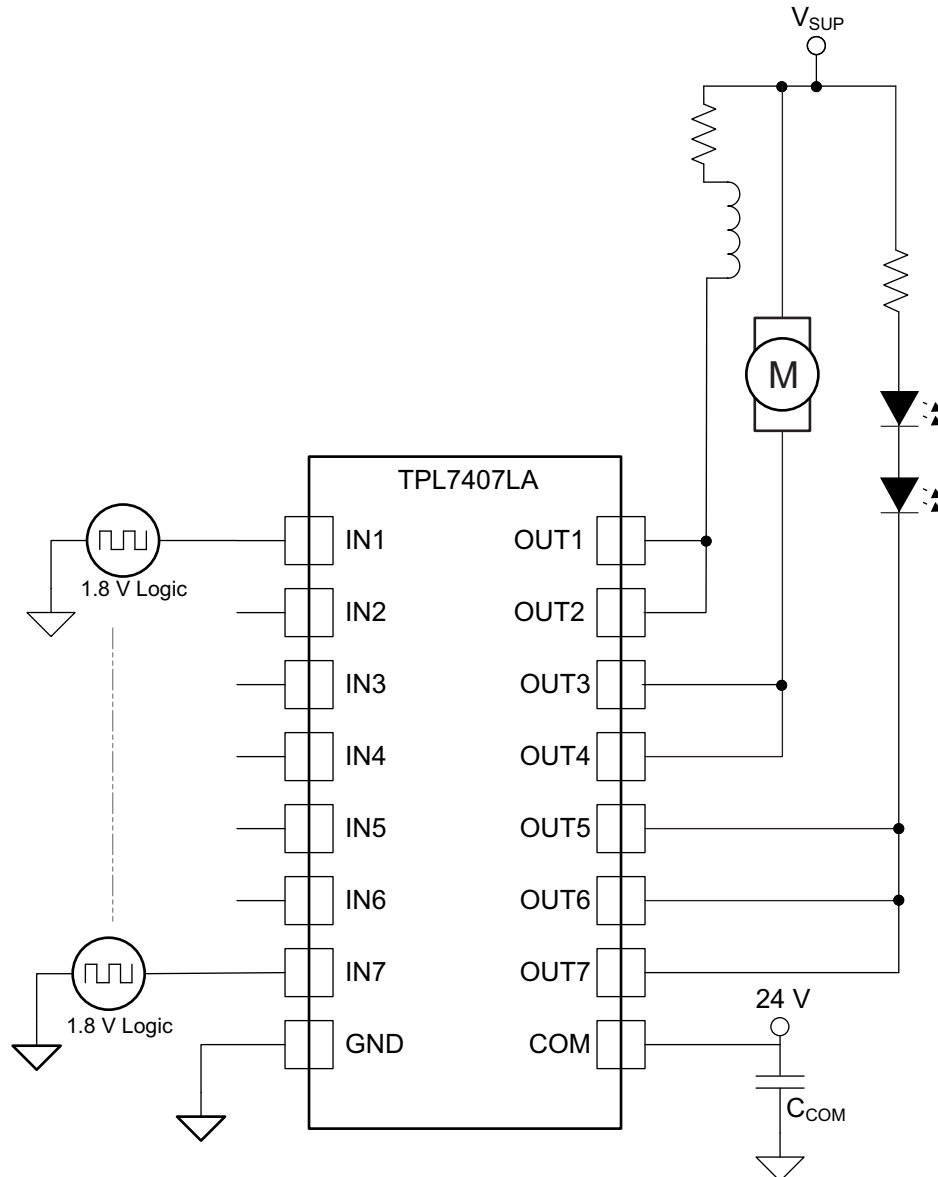 VSUP
M
TPL7407LA
IN1 OUT1
1.8 V Logic
IN2 OUT2
IN3 OUT3
IN4 OUT4
IN5 OUT5
IN6 OUT6
IN7 OUT7
1.8 V Logic
24 V
GND COM
CCOM